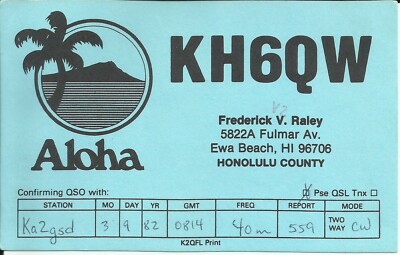 KH6QW
Aloha
Frederick V. Raley
5822A Fulmar Av.
Ewa Beach, HI 96706
HONOLULU COUNTY
Confirming QSO with: Pse QSL Tnx
STATION MO DAY YR GMT FREQ REPORT MODE
Ka2gsd 3 9 82 0814 40m 559 TWO WAY CW
K2QFL Print